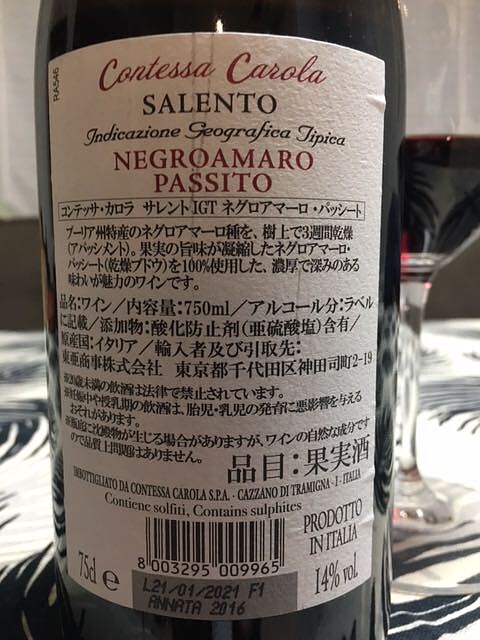 RA546
Contessa Carola
SALENTO
Indicazione Geografica Tipica
NEGROAMARO
PASSITO
コンテッサ・カロラ サレント IGT ネグロアマーロ・パッシート
プーリア州特産のネグロアマーロ種を、樹上で3週間乾燥
(アパッシメント)。果実の旨味が凝縮したネグロアマーロ・
パッシート(乾燥ブドウ)を100%使用した、濃厚で深みのある
味わいが魅力のワインです。
品名:ワイン/内容量:750ml/アルコール分:ラベル
に記載/添加物:酸化防止剤(亜硫酸塩)含有/
原産国:イタリア/輸入者及び引取先:
東亜商事株式会社 東京都千代田区神田司町2-19
※20歳未満の飲酒は法律で禁止されています。
※妊娠中や授乳期の飲酒は、胎児・乳児の発育に悪影響を与える
おそれがあります。
※瓶底に沈殿物が生じる場合がありますが、ワインの自然な成分です
ので品質上問題はありません。
品目:果実酒
IMBOTTIGLIATO DA CONTESSA CAROLA S.P.A. - CAZZANO DI TRAMIGNA - I - ITALIA
Contiene solfiti, Contains sulphites
PRODOTTO
IN ITALIA
8 003295 009965
75cl e
14% vol.
L21/01/2021 F1
ANNATA 2016